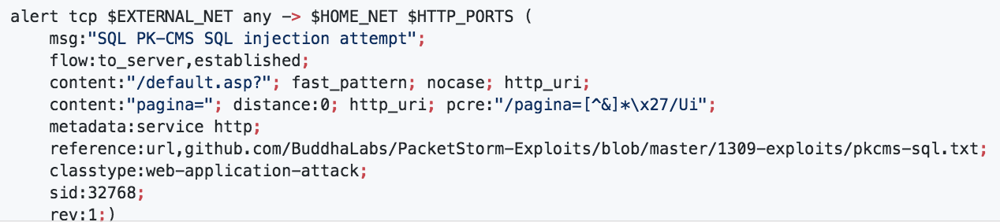 alert tcp $EXTERNAL_NET any -> $HOME_NET $HTTP_PORTS (
msg:"SQL PK-CMS SQL injection attempt";
flow:to_server,established;
content:"/default.asp?"; fast_pattern; nocase; http_uri;
content:"pagina="; distance:0; http_uri; pcre:"/pagina=[^&]*\x27/Ui";
metadata:service http;
reference:url,github.com/BuddhaLabs/PacketStorm-Exploits/blob/master/1309-exploits/pkcms-sql.txt;
classtype:web-application-attack;
sid:32768;
rev:1;)